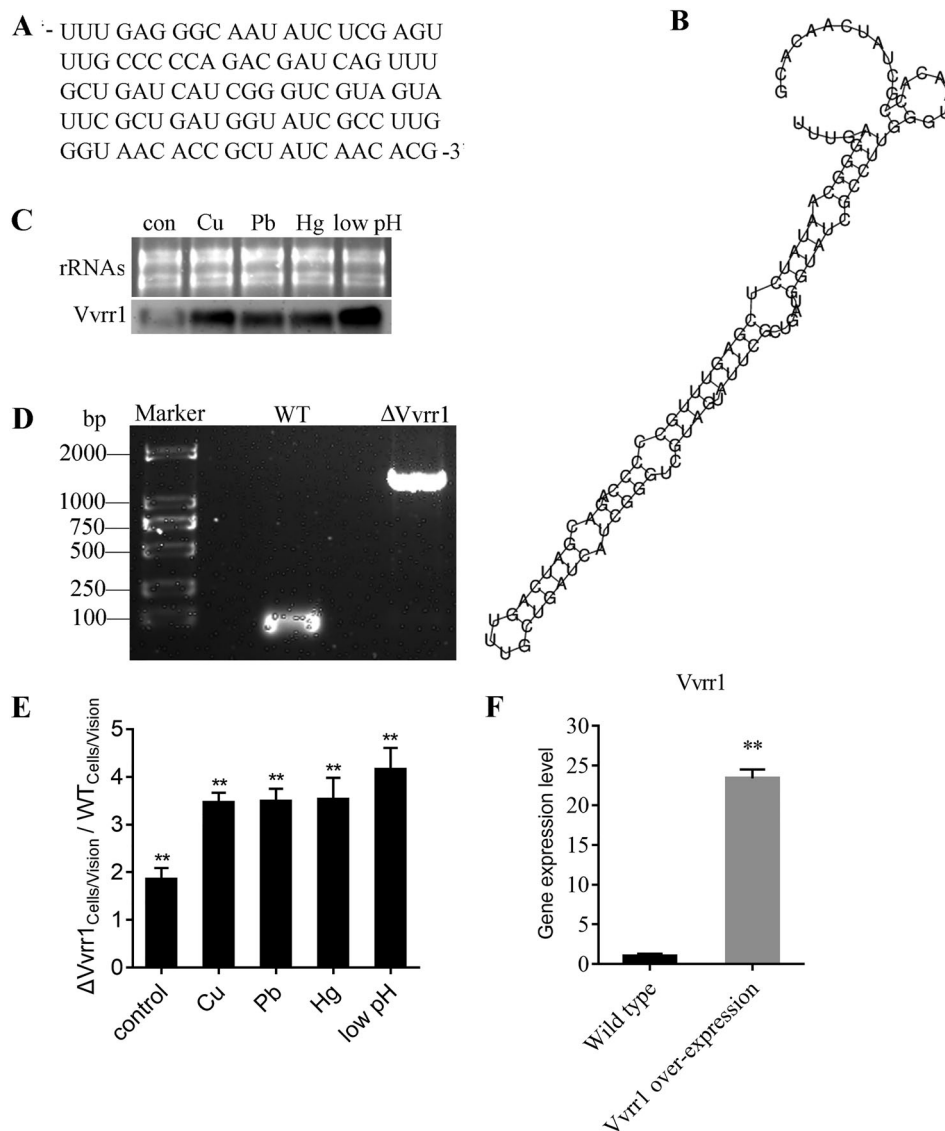 A
B
- UUU GAG GGC AAU AUC UCG AGU
UUG CCC CCA GAC GAU CAG UUU
GCU GAU CAU CGG GUC GUA GUA
UUC GCU GAU GGU AUC GCC UUG
GGU AAC ACC GCU AUC AAC ACG -3'
C
con Cu Pb Hg low pH
rRNAs
Vvrr1
D
bp Marker WT ΔVvrr1
2000
1000
750
500
250
100
E
ΔVvrr1Cells/Vision / WTCells/Vision
5
4
3
2
1
0
** ** ** ** **
control Cu Pb Hg low pH
F
Vvrr1
Gene expression level
30
25
20
15
10
5
0
**
Wild type
Vvrr1 over-expression